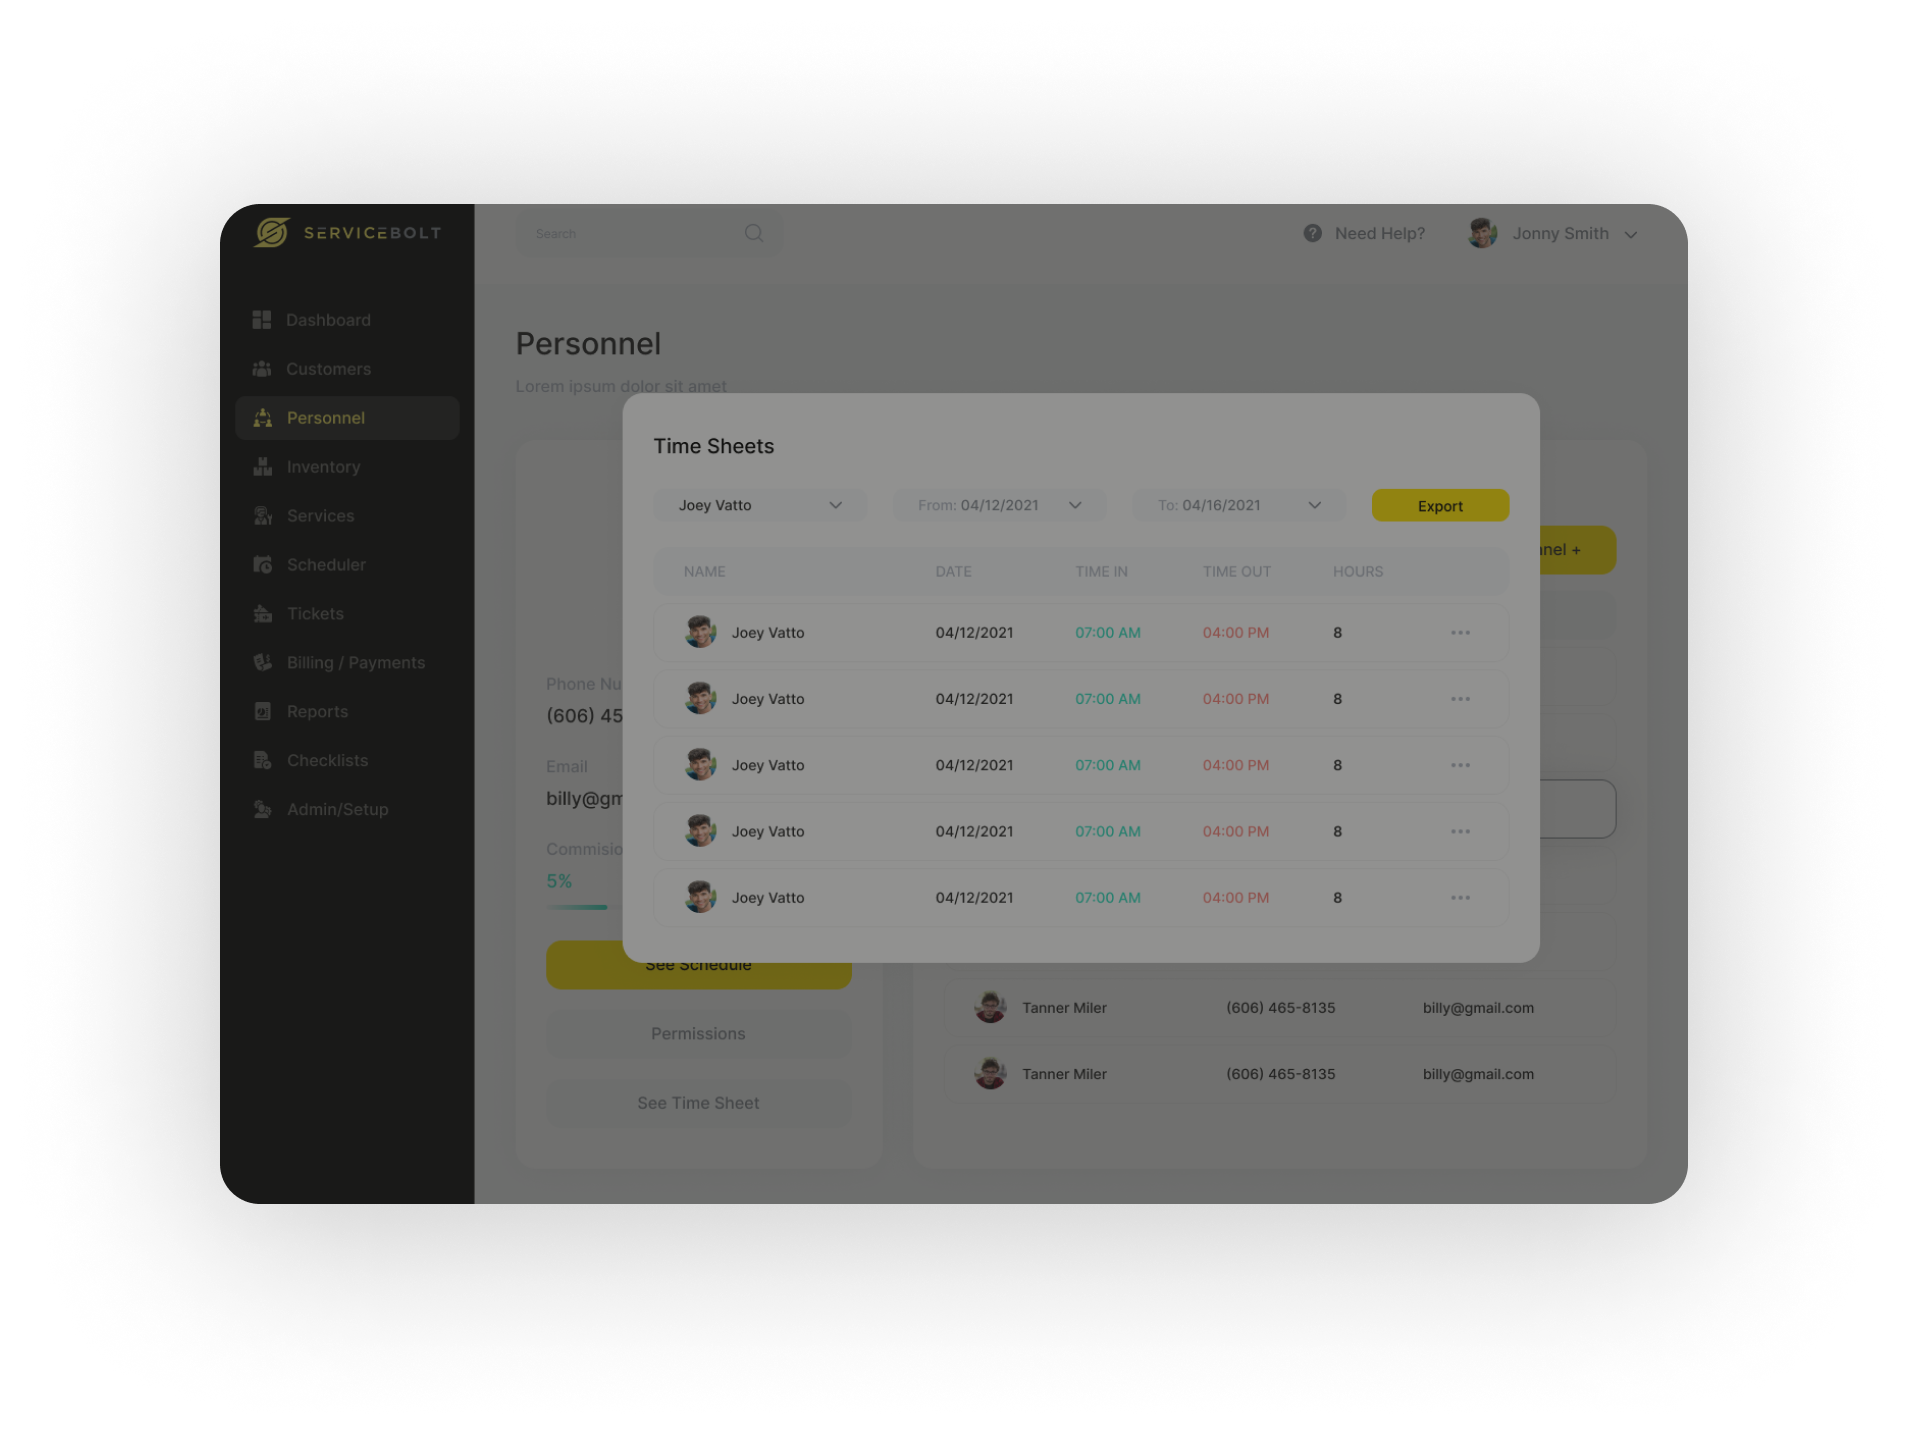 SERVICEBOLT
Search
Need Help?
Jonny Smith
Dashboard
Customers
Personnel
Inventory
Services
Scheduler
Tickets
Billing / Payments
Reports
Checklists
Admin/Setup
Personnel
Lorem ipsum dolor sit amet
Time Sheets
Joey Vatto
From: 04/12/2021
To: 04/16/2021
Export
NAME DATE TIME IN TIME OUT HOURS
Joey Vatto 04/12/2021 07:00 AM 04:00 PM 8
Joey Vatto 04/12/2021 07:00 AM 04:00 PM 8
Joey Vatto 04/12/2021 07:00 AM 04:00 PM 8
Joey Vatto 04/12/2021 07:00 AM 04:00 PM 8
Joey Vatto 04/12/2021 07:00 AM 04:00 PM 8
nel +
Phone Nu
(606) 45
Email
billy@gm
Commisio
5%
See Schedule
Permissions
See Time Sheet
Tanner Miler (606) 465-8135 billy@gmail.com
Tanner Miler (606) 465-8135 billy@gmail.com